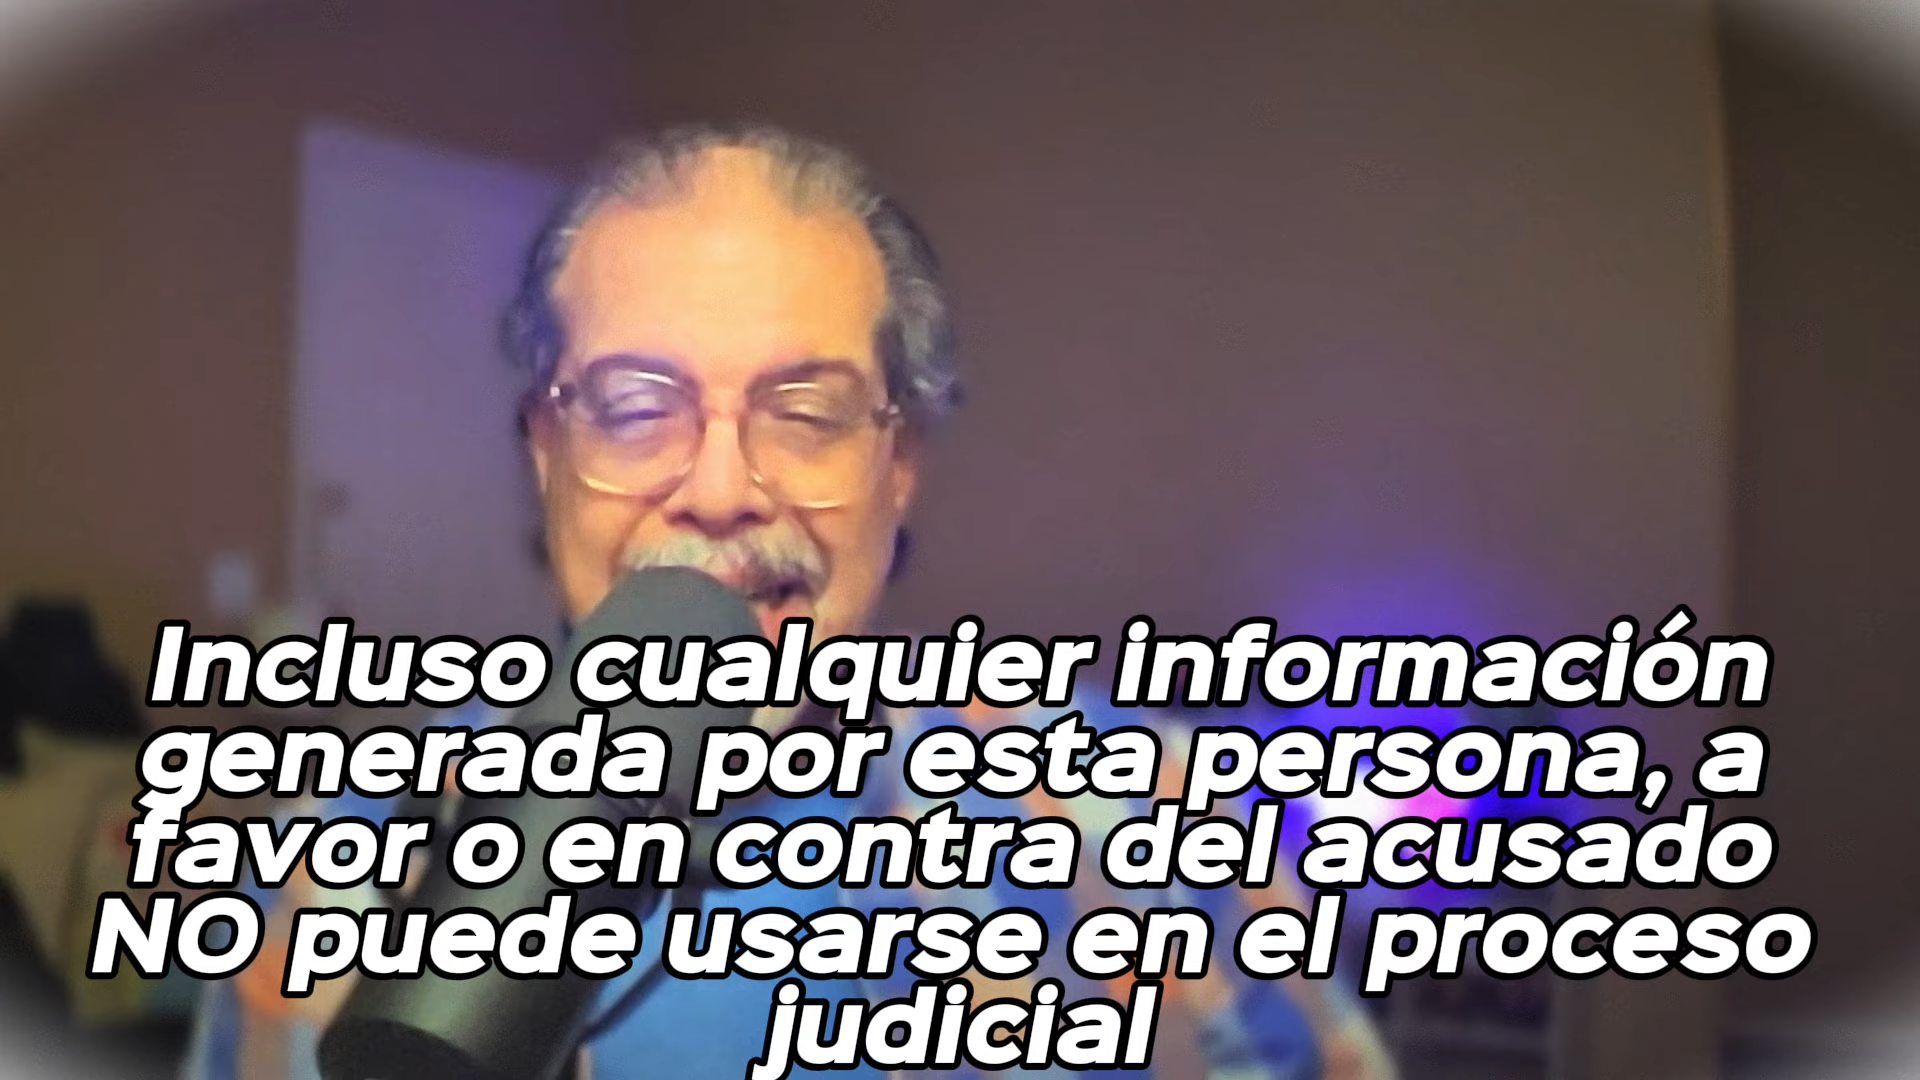 Incluso cualquier información
generada por esta persona, a
favor o en contra del acusado
NO puede usarse en el proceso
judicial